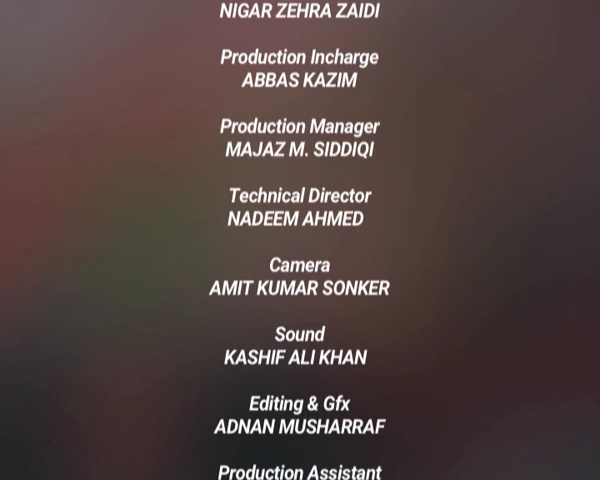 NIGAR ZEHRA ZAIDI
Production Incharge
ABBAS KAZIM
Production Manager
MAJAZ M. SIDDIQI
Technical Director
NADEEM AHMED
Camera
AMIT KUMAR SONKER
Sound
KASHIF ALI KHAN
Editing & Gfx
ADNAN MUSHARRAF
Production Assistant